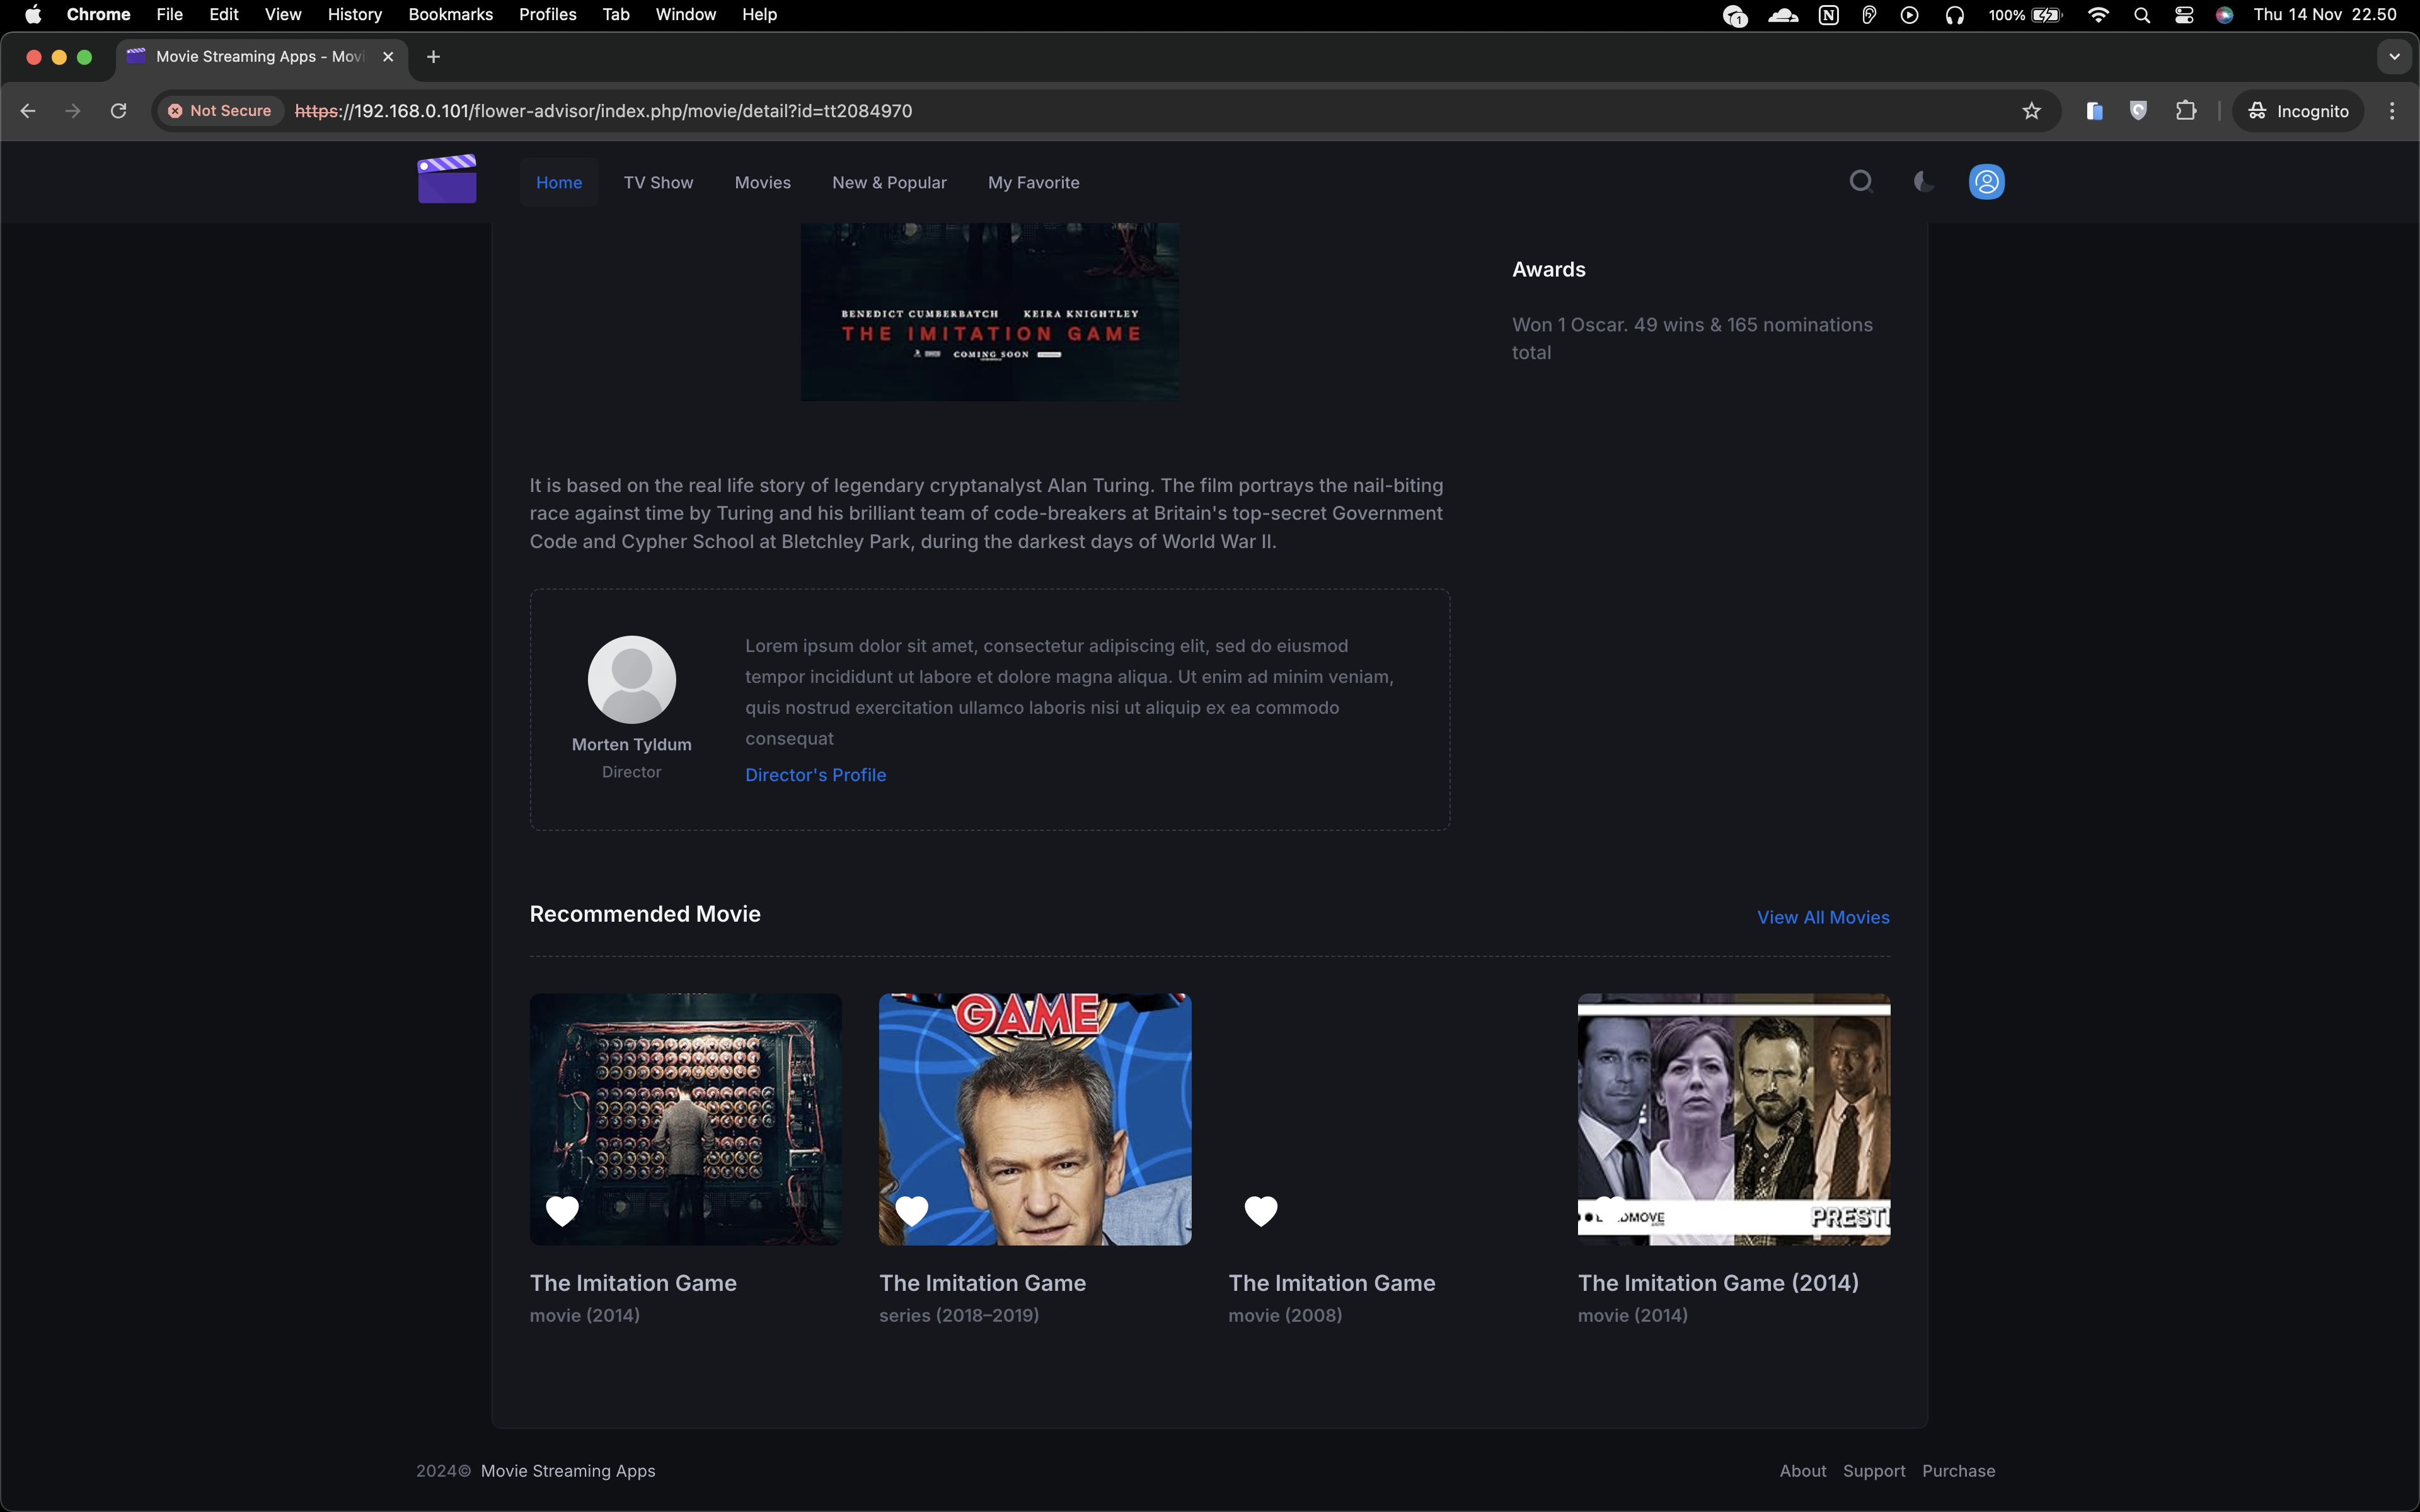 Chrome File Edit View History Bookmarks Profiles Tab Window Help
1 N 100% Thu 14 Nov 22.50
Movie Streaming Apps - Movi
Not Secure https://192.168.0.101/flower-advisor/index.php/movie/detail?id=tt2084970 Incognito
Home TV Show Movies New & Popular My Favorite
BENEDICT CUMBERBATCH KEIRA KNIGHTLEY
THE IMITATION GAME
COMING SOON
Awards
Won 1 Oscar. 49 wins & 165 nominations
total
It is based on the real life story of legendary cryptanalyst Alan Turing. The film portrays the nail-biting
race against time by Turing and his brilliant team of code-breakers at Britain's top-secret Government
Code and Cypher School at Bletchley Park, during the darkest days of World War II.
Morten Tyldum
Director
Lorem ipsum dolor sit amet, consectetur adipiscing elit, sed do eiusmod
tempor incididunt ut labore et dolore magna aliqua. Ut enim ad minim veniam,
quis nostrud exercitation ullamco laboris nisi ut aliquip ex ea commodo
consequat
Director's Profile
Recommended Movie
View All Movies
GAME
PRESTI
The Imitation Game
movie (2014)
The Imitation Game
series (2018–2019)
The Imitation Game
movie (2008)
The Imitation Game (2014)
movie (2014)
2024© Movie Streaming Apps
About Support Purchase